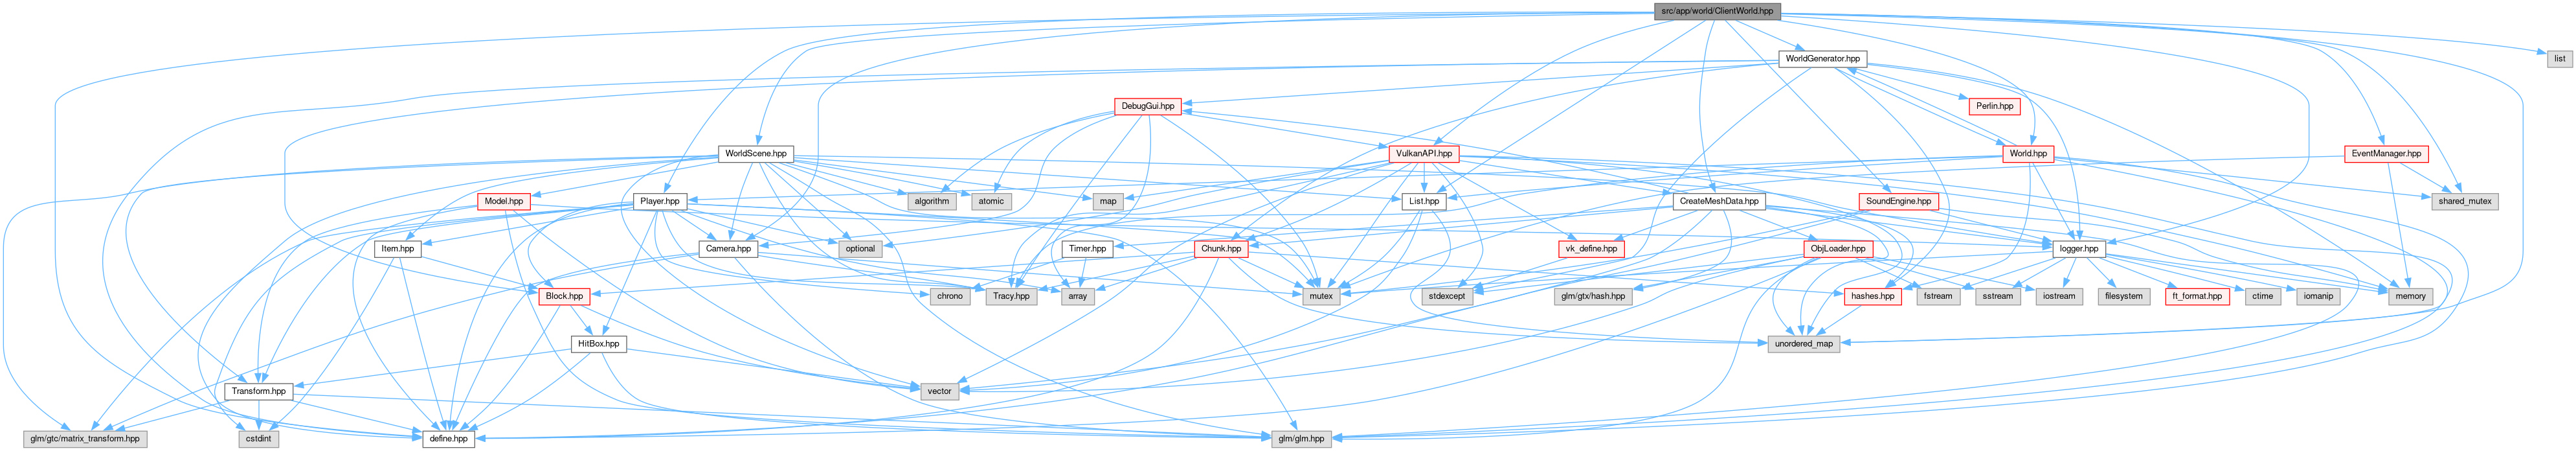 src/app/world/ClientWorld.hpp
WorldGenerator.hpp
list
DebugGui.hpp
Perlin.hpp
WorldScene.hpp
VulkanAPI.hpp
World.hpp
EventManager.hpp
Model.hpp
Player.hpp
algorithm
atomic
map
List.hpp
CreateMeshData.hpp
SoundEngine.hpp
shared_mutex
Item.hpp
Camera.hpp
optional
Timer.hpp
Chunk.hpp
vk_define.hpp
ObjLoader.hpp
logger.hpp
Block.hpp
chrono
Tracy.hpp
array
mutex
stdexcept
glm/gtx/hash.hpp
fstream
hashes.hpp
sstream
iostream
filesystem
ft_format.hpp
ctime
iomanip
memory
HitBox.hpp
unordered_map
Transform.hpp
vector
glm/gtc/matrix_transform.hpp
cstdint
define.hpp
glm/glm.hpp